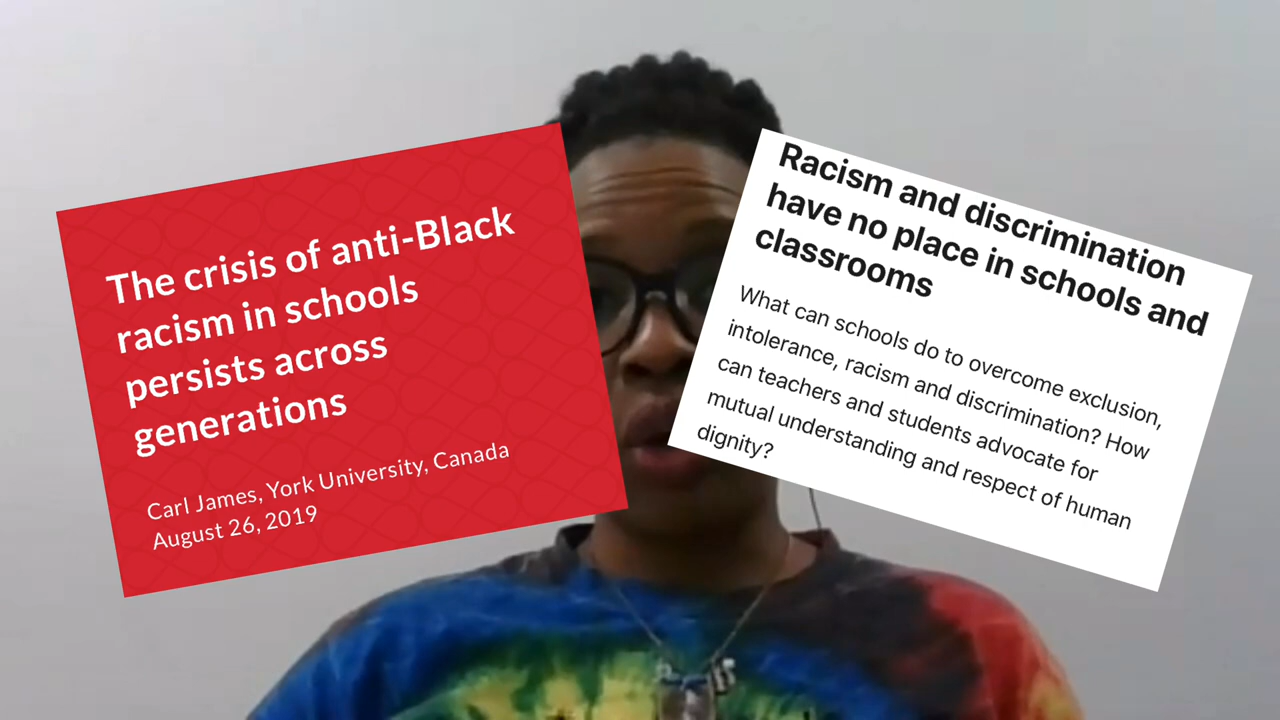 The crisis of anti-Black
racism in schools
persists across
generations
Carl James, York University, Canada
August 26, 2019
Racism and discrimination
have no place in schools and
classrooms
What can schools do to overcome exclusion,
intolerance, racism and discrimination? How
can teachers and students advocate for
mutual understanding and respect of human
dignity?